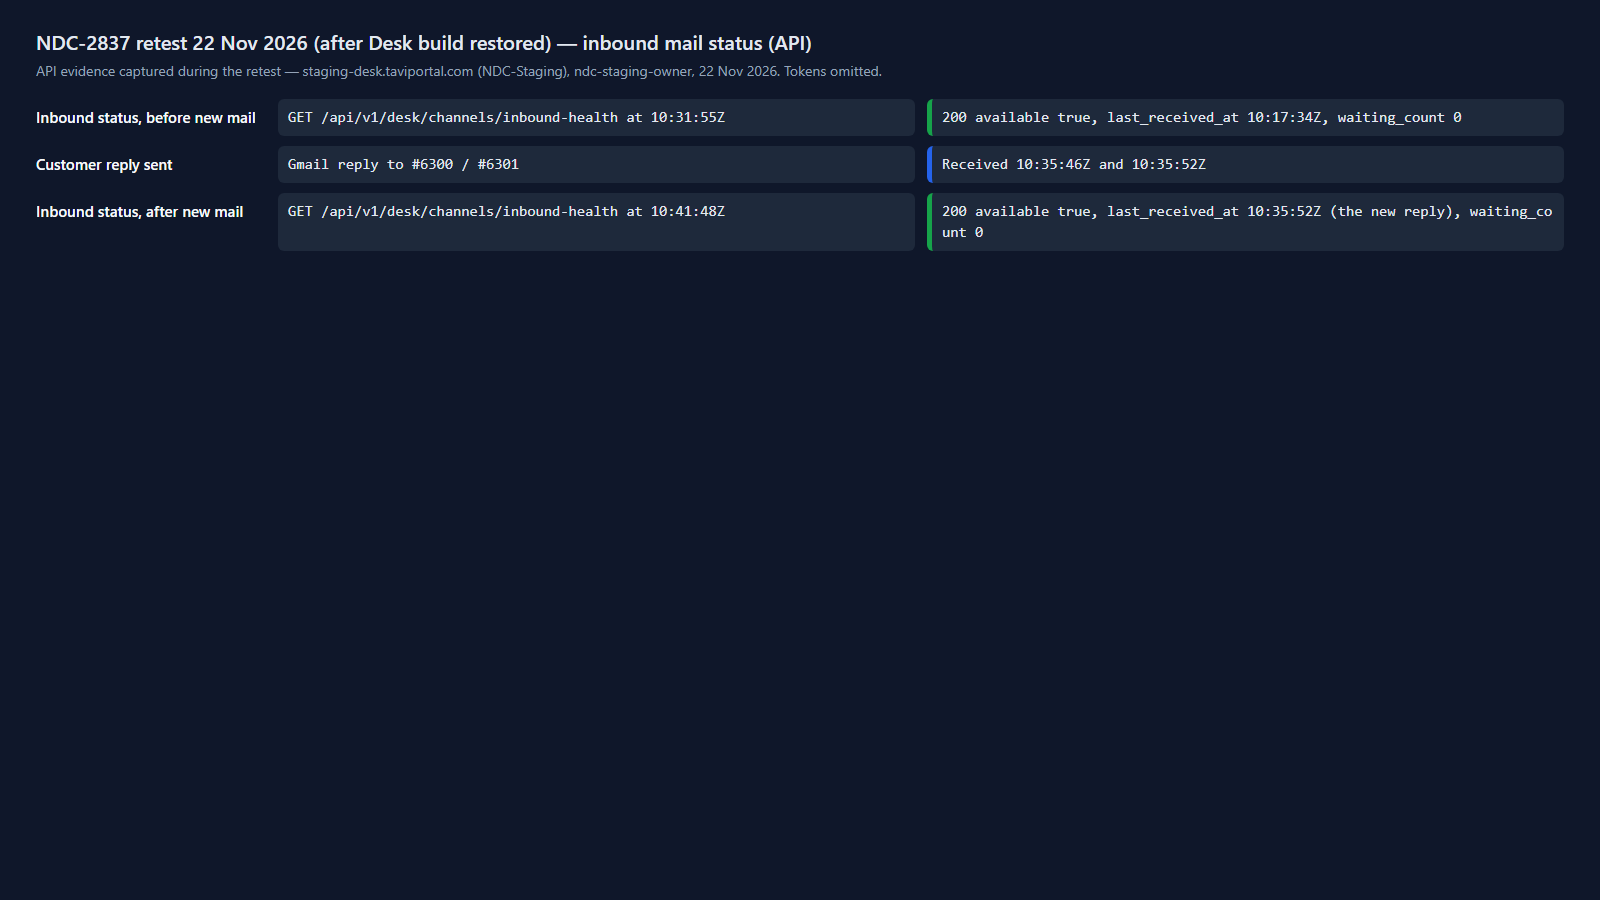 NDC-2837 retest 22 Nov 2026 (after Desk build restored) — inbound mail status (API)
API evidence captured during the retest — staging-desk.taviportal.com (NDC-Staging), ndc-staging-owner, 22 Nov 2026. Tokens omitted.
Inbound status, before new mail GET /api/v1/desk/channels/inbound-health at 10:31:55Z 200 available true, last_received_at 10:17:34Z, waiting_count 0
Customer reply sent Gmail reply to #6300 / #6301 Received 10:35:46Z and 10:35:52Z
Inbound status, after new mail GET /api/v1/desk/channels/inbound-health at 10:41:48Z 200 available true, last_received_at 10:35:52Z (the new reply), waiting_co
unt 0